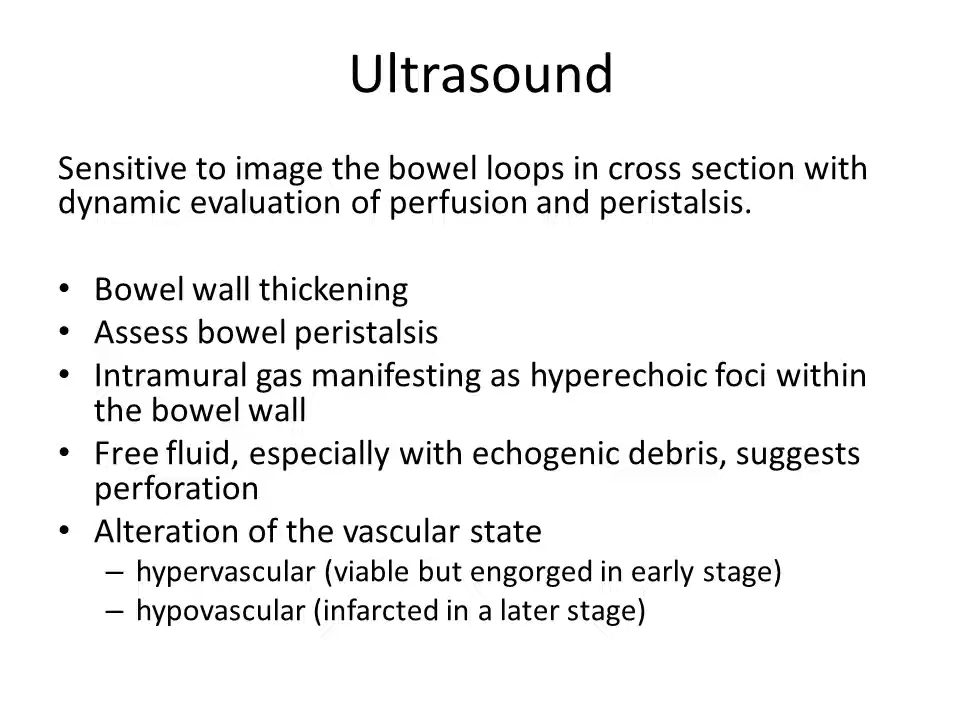 Ultrasound
Sensitive to image the bowel loops in cross section with
dynamic evaluation of perfusion and peristalsis.
• Bowel wall thickening
• Assess bowel peristalsis
• Intramural gas manifesting as hyperechoic foci within
the bowel wall
• Free fluid, especially with echogenic debris, suggests
perforation
• Alteration of the vascular state
– hypervascular (viable but engorged in early stage)
– hypovascular (infarcted in a later stage)